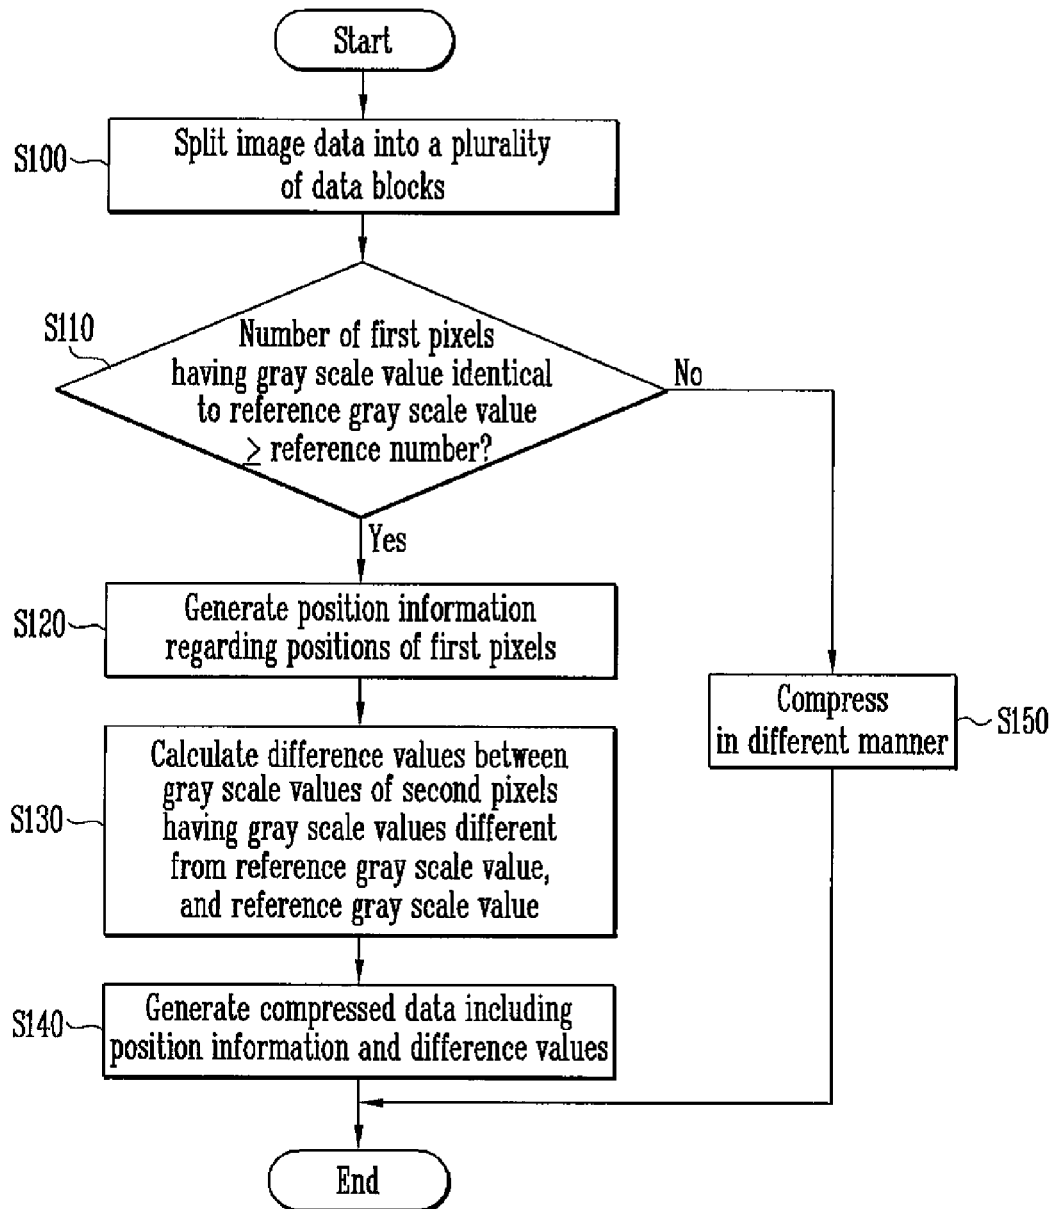 Start
S100
Split image data into a plurality
of data blocks
S110
Number of first pixels
having gray scale value identical
to reference gray scale value
≥ reference number?
No
Yes
S120
Generate position information
regarding positions of first pixels
Compress
in different manner
S150
S130
Calculate difference values between
gray scale values of second pixels
having gray scale values different
from reference gray scale value,
and reference gray scale value
S140
Generate compressed data including
position information and difference values
End